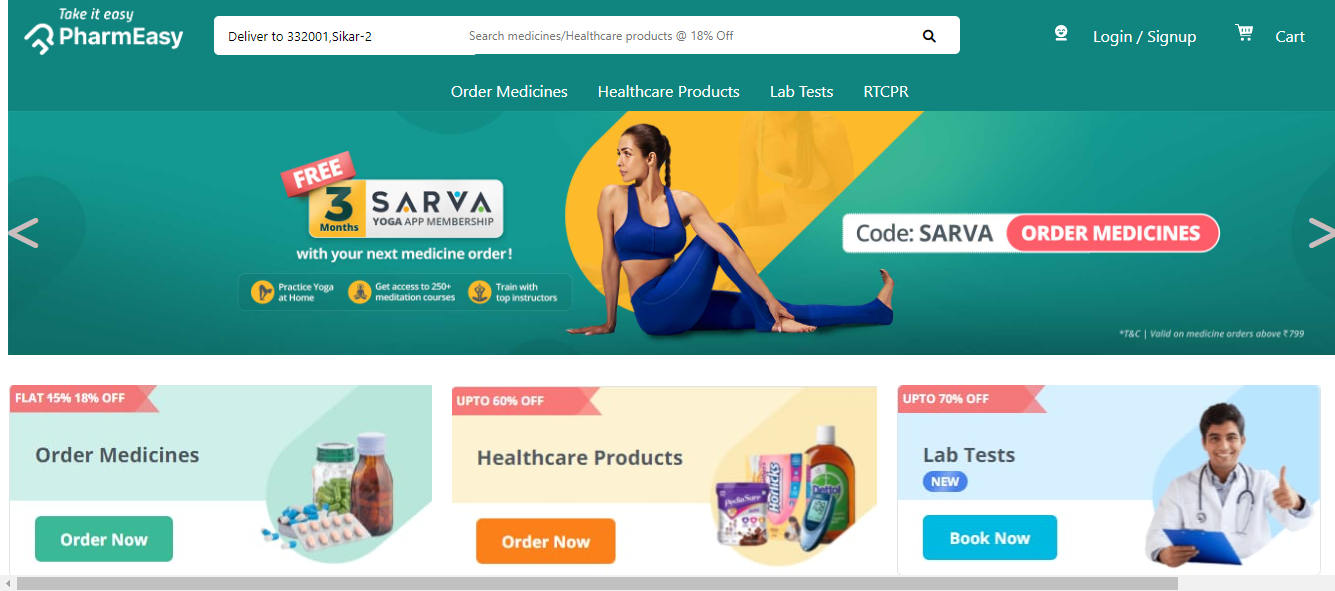 Take it easy
PharmEasy
Deliver to 332001,Sikar-2
Search medicines/Healthcare products @ 18% Off
Login / Signup
Cart
Order Medicines
Healthcare Products
Lab Tests
RTCPR
FREE
3
Months
SARVA
YOGA APP MEMBERSHIP
with your next medicine order!
Practice Yoga
at Home
Get access to 250+
meditation courses
Train with
top instructors
Code: SARVA
ORDER MEDICINES
*T&C | Valid on medicine orders above ₹799
FLAT 15% 18% OFF
Order Medicines
Order Now
UPTO 60% OFF
Healthcare Products
PediaSure
Horlicks
Dettol
Order Now
UPTO 70% OFF
Lab Tests
NEW
Book Now